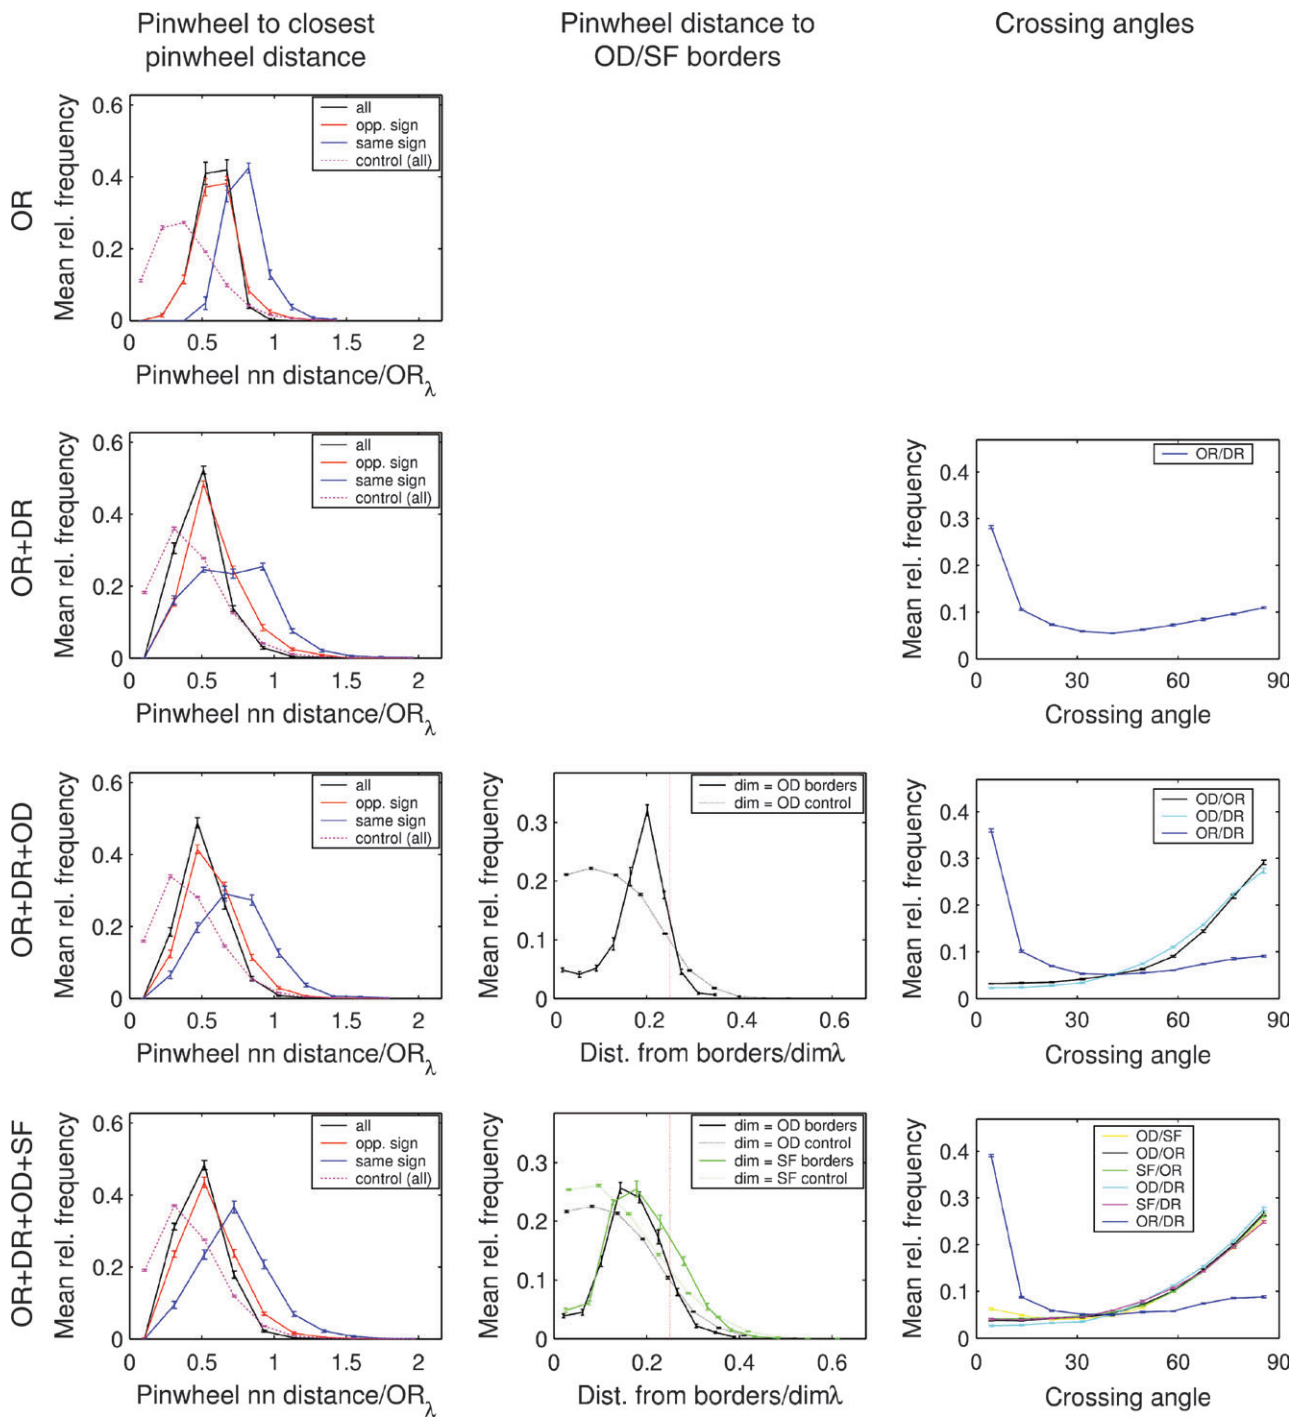 Pinwheel to closest
pinwheel distance
Pinwheel distance to
OD/SF borders
Crossing angles
OR
Mean rel. frequency
0.6
0.4
0.2
0
all
opp. sign
same sign
control (all)
0 0.5 1 1.5 2
Pinwheel nn distance/ORλ
OR+DR
Mean rel. frequency
0.6
0.4
0.2
0
all
opp. sign
same sign
control (all)
0 0.5 1 1.5 2
Pinwheel nn distance/ORλ
Mean rel. frequency
0.4
0.3
0.2
0.1
0
OR/DR
0 30 60 90
Crossing angle
OR+DR+OD
Mean rel. frequency
0.6
0.4
0.2
0
all
opp. sign
same sign
control (all)
0 0.5 1 1.5 2
Pinwheel nn distance/ORλ
Mean rel. frequency
0.3
0.2
0.1
0
dim = OD borders
dim = OD control
0 0.2 0.4 0.6
Dist. from borders/dimλ
Mean rel. frequency
0.4
0.3
0.2
0.1
0
OD/OR
OD/DR
OR/DR
0 30 60 90
Crossing angle
OR+DR+OD+SF
Mean rel. frequency
0.6
0.4
0.2
0
all
opp. sign
same sign
control (all)
0 0.5 1 1.5 2
Pinwheel nn distance/ORλ
Mean rel. frequency
0.3
0.2
0.1
0
dim = OD borders
dim = OD control
dim = SF borders
dim = SF control
0 0.2 0.4 0.6
Dist. from borders/dimλ
Mean rel. frequency
0.4
0.3
0.2
0.1
0
OD/SF
OD/OR
SF/OR
OD/DR
SF/DR
OR/DR
0 30 60 90
Crossing angle